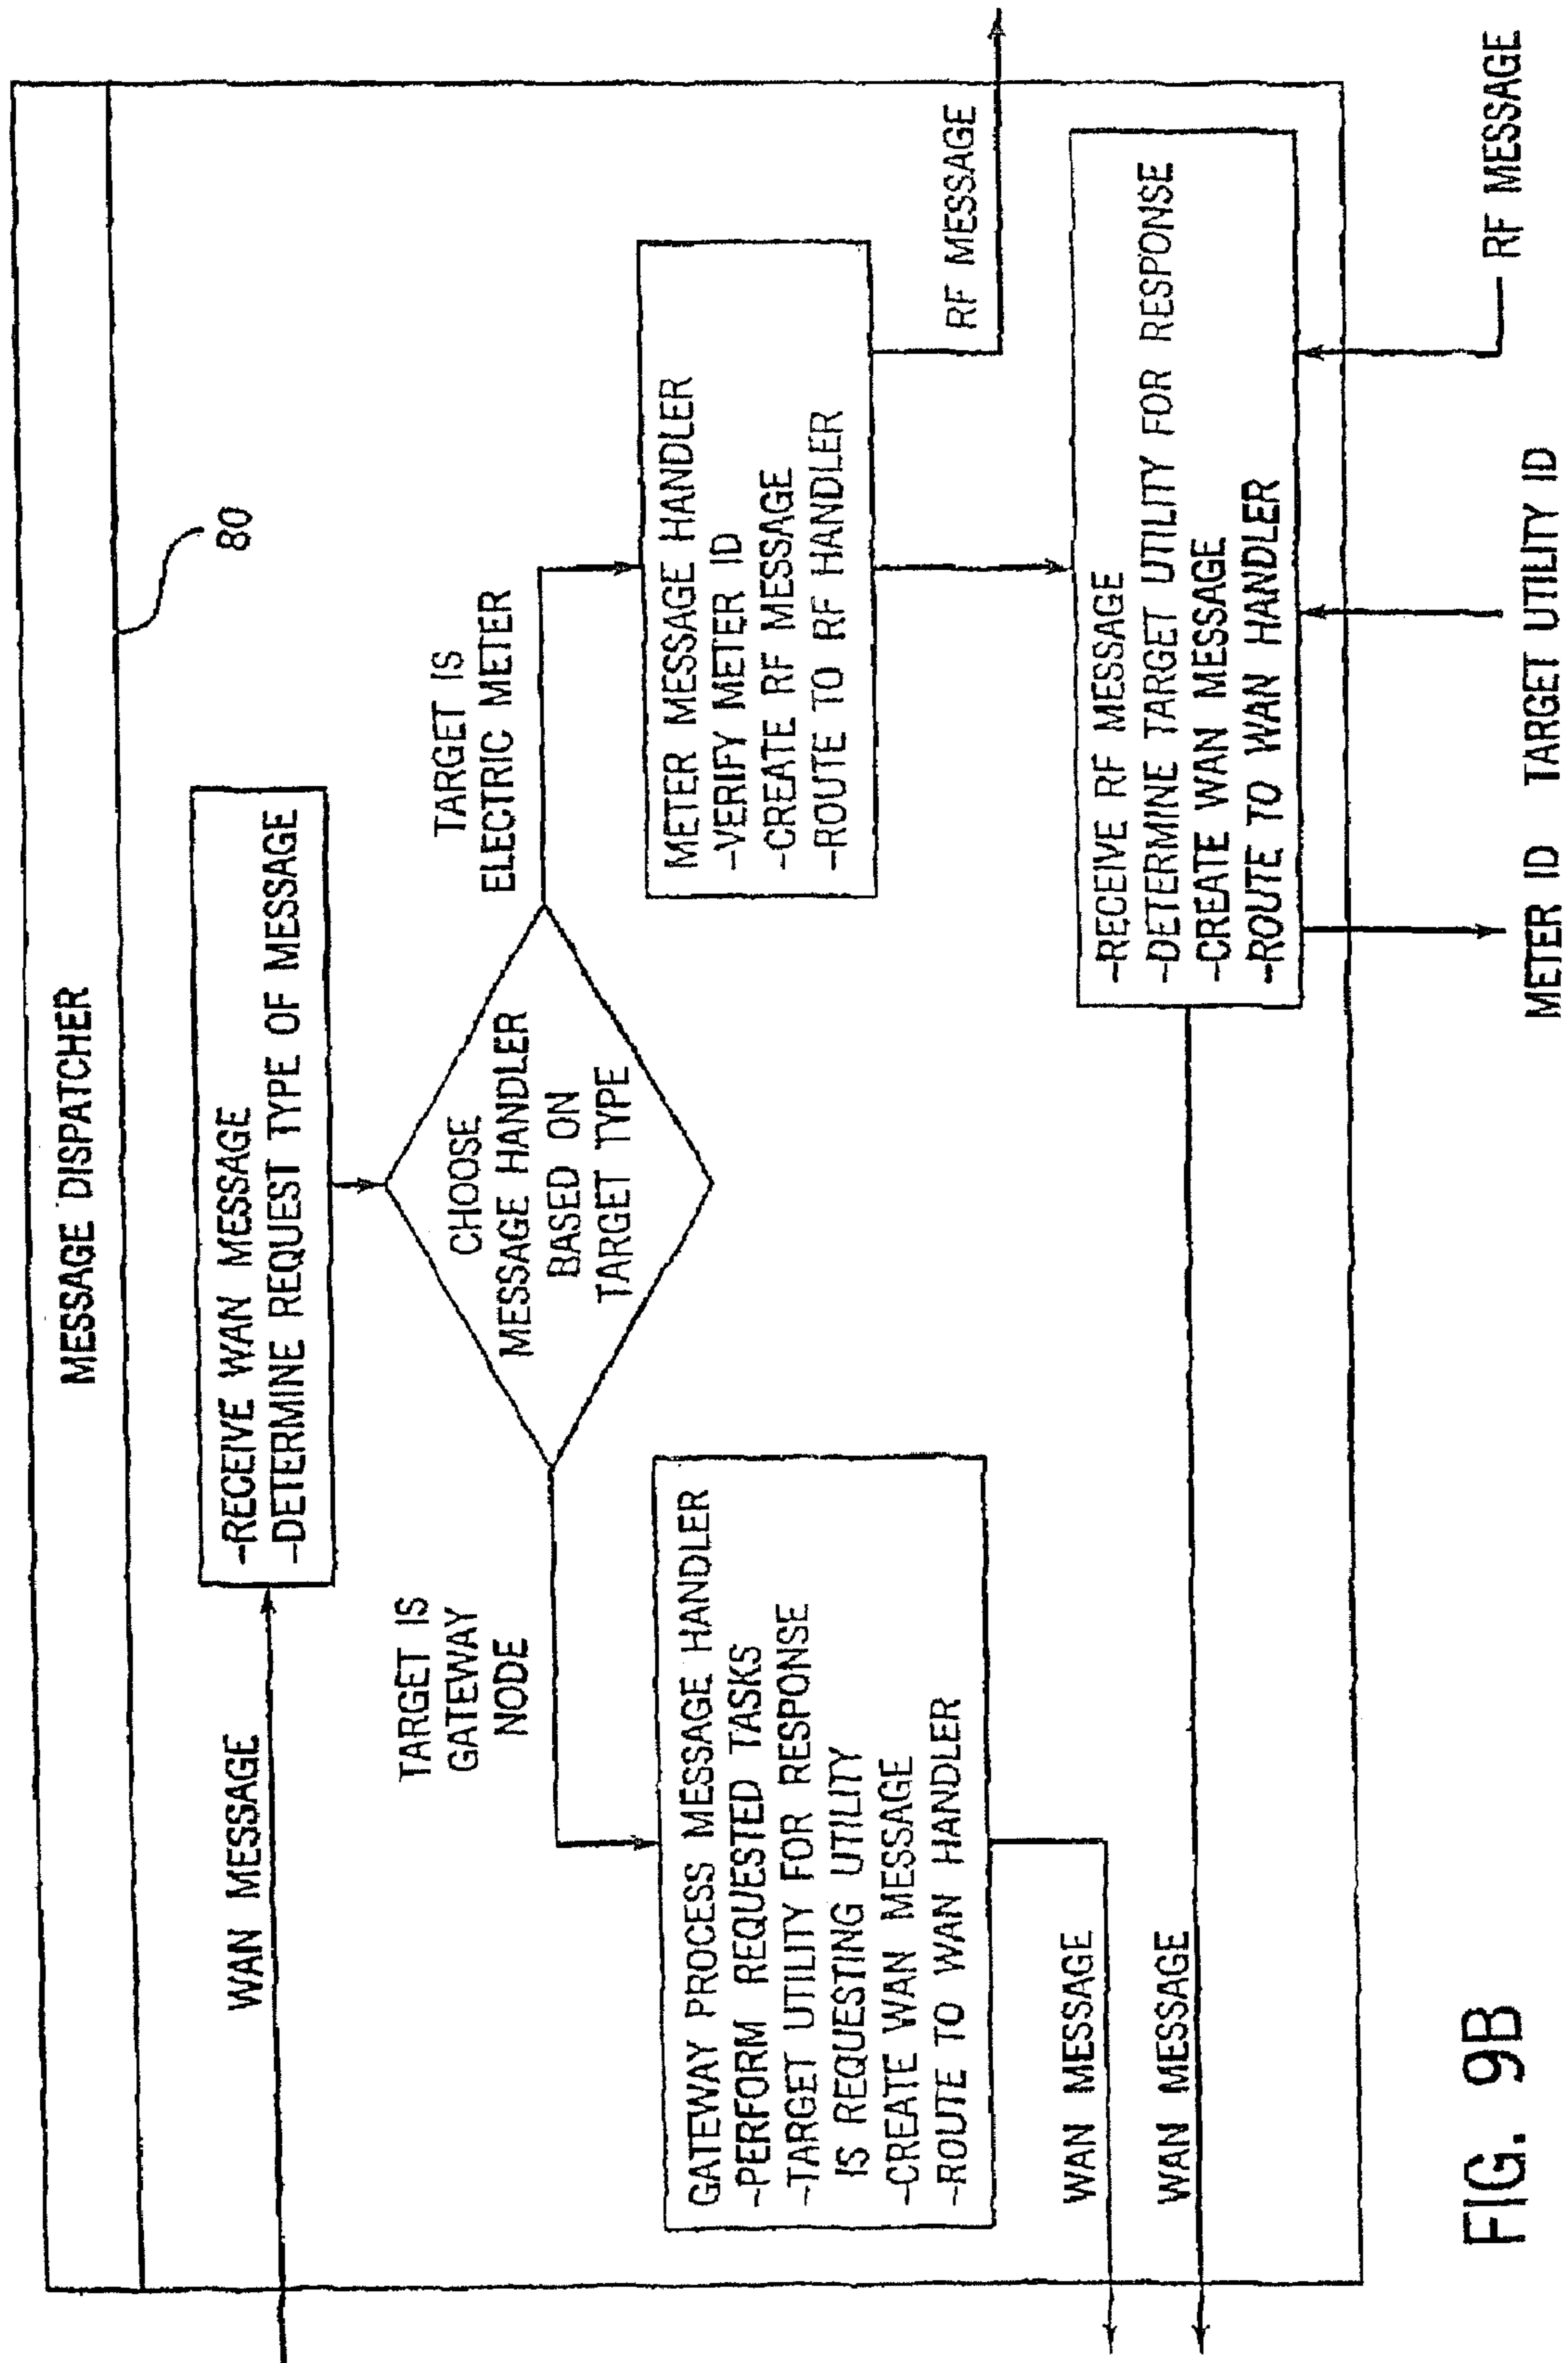 MESSAGE DISPATCHER
80
WAN MESSAGE
-RECEIVE WAN MESSAGE
-DETERMINE REQUEST TYPE OF MESSAGE
TARGET IS
GATEWAY
NODE
CHOOSE
MESSAGE HANDLER
BASED ON
TARGET TYPE
TARGET IS
ELECTRIC METER
GATEWAY PROCESS MESSAGE HANDLER
-PERFORM REQUESTED TASKS
-TARGET UTILITY FOR RESPONSE
IS REQUESTING UTILITY
-CREATE WAN MESSAGE
-ROUTE TO WAN HANDLER
METER MESSAGE HANDLER
-VERIFY METER ID
-CREATE RF MESSAGE
-ROUTE TO RF HANDLER
RF MESSAGE
WAN MESSAGE
WAN MESSAGE
-RECEIVE RF MESSAGE
-DETERMINE TARGET UTILITY FOR RESPONSE
-CREATE WAN MESSAGE
-ROUTE TO WAN HANDLER
METER ID
TARGET UTILITY ID
RF MESSAGE
FIG. 9B